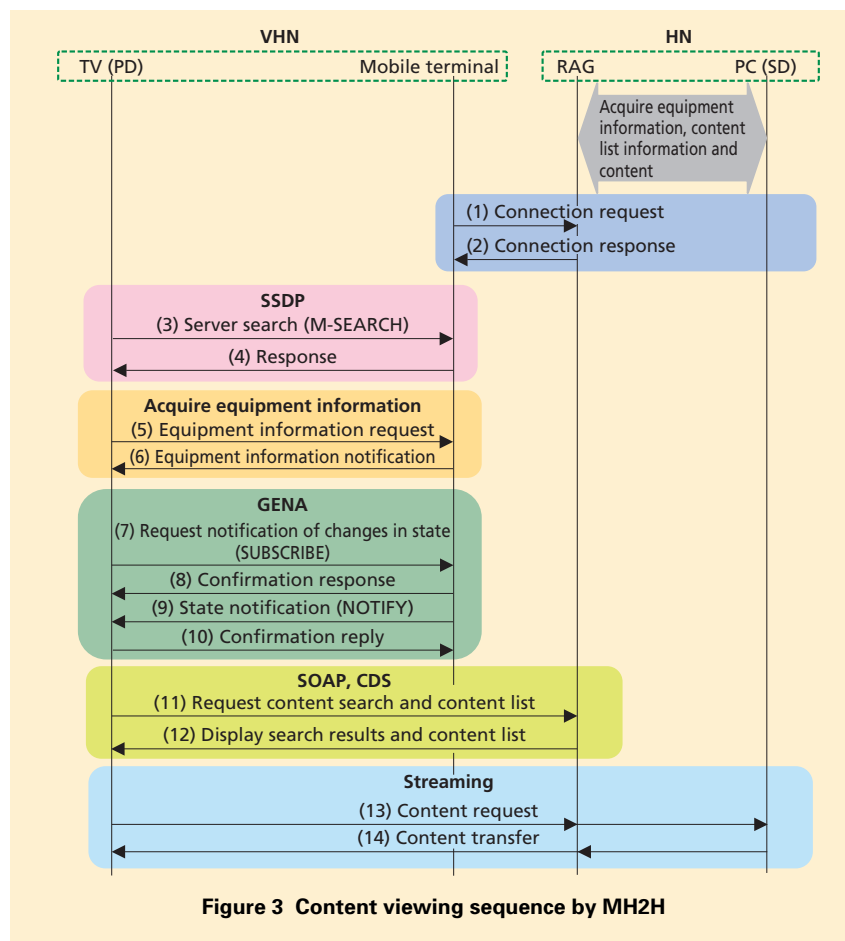 VHN
HN
TV (PD)
Mobile terminal
RAG
PC (SD)
Acquire equipment
information, content
list information and
content
(1) Connection request
(2) Connection response
SSDP
(3) Server search (M-SEARCH)
(4) Response
Acquire equipment information
(5) Equipment information request
(6) Equipment information notification
GENA
(7) Request notification of changes in state
(SUBSCRIBE)
(8) Confirmation response
(9) State notification (NOTIFY)
(10) Confirmation reply
SOAP, CDS
(11) Request content search and content list
(12) Display search results and content list
Streaming
(13) Content request
(14) Content transfer
Figure 3 Content viewing sequence by MH2H